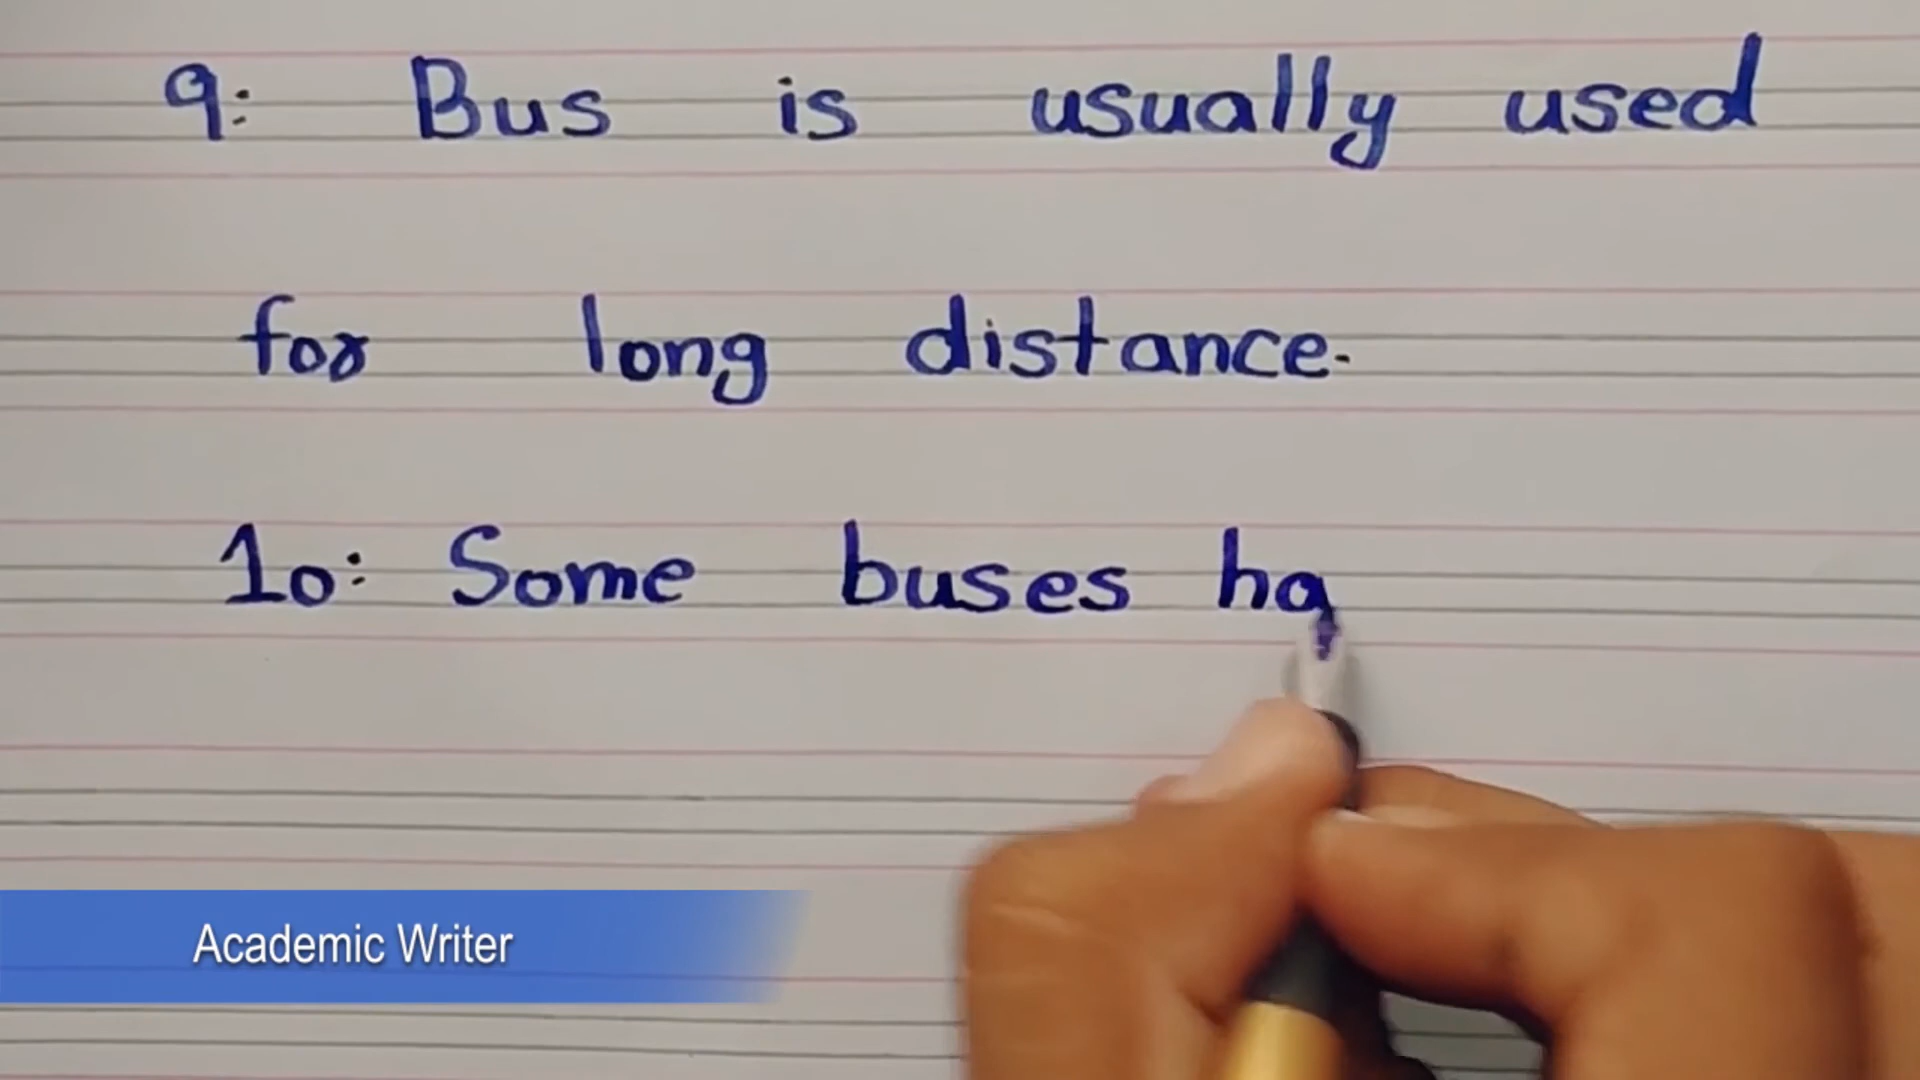 9: Bus is usually used
for long distance.
10: Some buses ha
Academic Writer